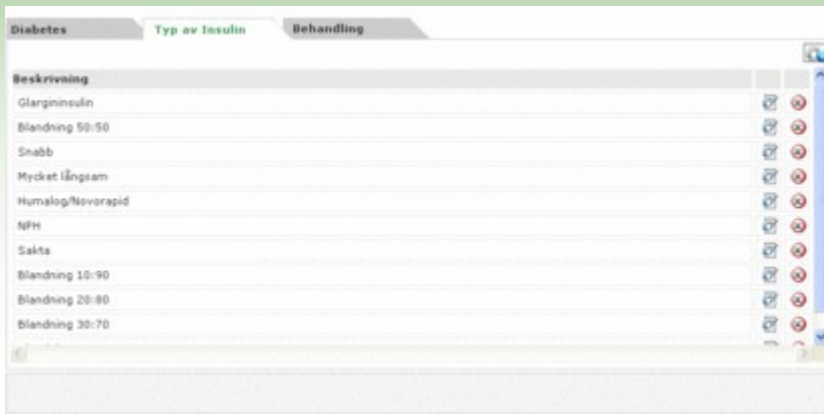 Diabetes Typ av Insulin Behandling
Beskrivning
Glargininsulin
Blandning 50:50
Snabb
Mycket långsam
Humalog/Novorapid
NPH
Sakta
Blandning 10:90
Blandning 20:80
Blandning 30:70